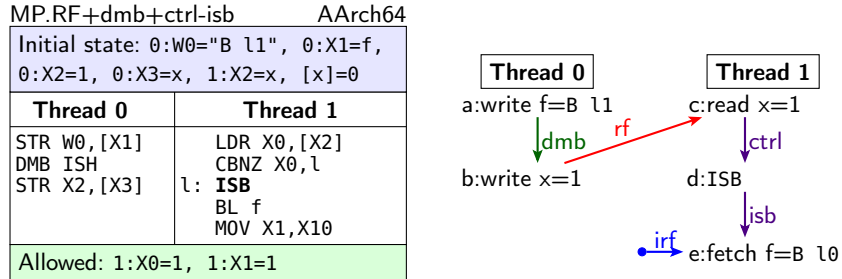 MP.RF+dmb+ctrl-isb AArch64
Initial state: 0:W0="B l1", 0:X1=f,
0:X2=1, 0:X3=x, 1:X2=x, [x]=0
Thread 0 Thread 1
STR W0,[X1] LDR X0,[X2]
DMB ISH CBNZ X0,l
STR X2,[X3] l: ISB
BL f
MOV X1,X10
Allowed: 1:X0=1, 1:X1=1
Thread 0 Thread 1
a:write f=B l1 c:read x=1
dmb rf ctrl
b:write x=1 d:ISB
isb
irf e:fetch f=B l0